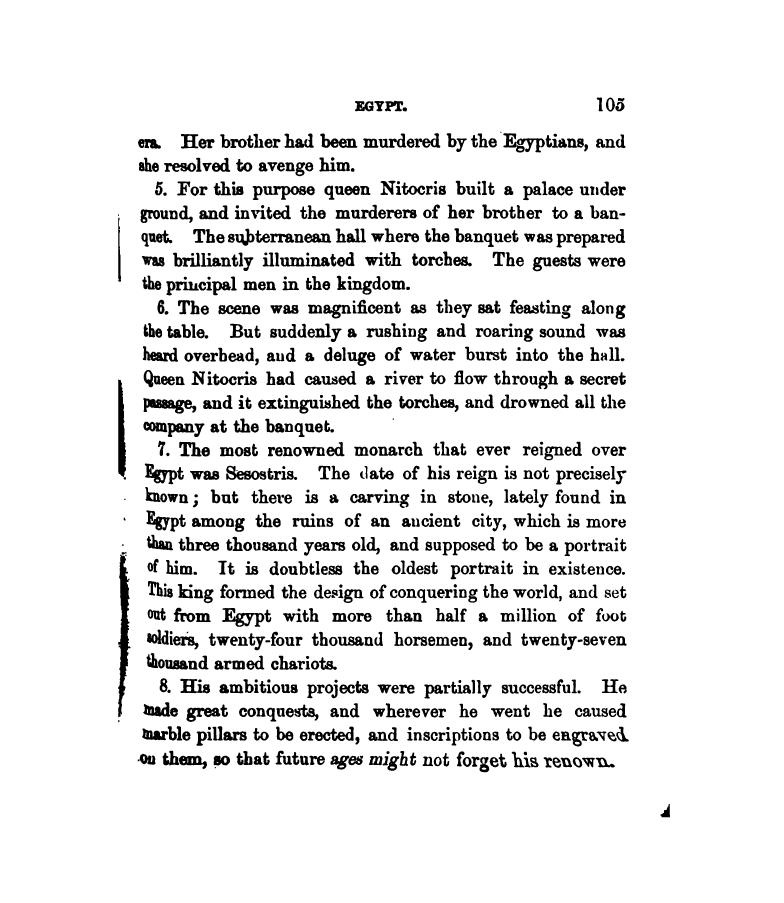 EGYPT. 105
era. Her brother had been murdered by the Egyptians, and
she resolved to avenge him.
5. For this purpose queen Nitocris built a palace under
ground, and invited the murderers of her brother to a ban-
quet. The subterranean hall where the banquet was prepared
was brilliantly illuminated with torches. The guests were
the principal men in the kingdom.
6. The scene was magnificent as they sat feasting along
the table. But suddenly a rushing and roaring sound was
heard overhead, and a deluge of water burst into the hall.
Queen Nitocris had caused a river to flow through a secret
passage, and it extinguished the torches, and drowned all the
company at the banquet.
7. The most renowned monarch that ever reigned over
Egypt was Sesostris. The date of his reign is not precisely
known; but there is a carving in stone, lately found in
Egypt among the ruins of an ancient city, which is more
than three thousand years old, and supposed to be a portrait
of him. It is doubtless the oldest portrait in existence.
This king formed the design of conquering the world, and set
out from Egypt with more than half a million of foot
soldiers, twenty-four thousand horsemen, and twenty-seven
thousand armed chariots.
8. His ambitious projects were partially successful. He
made great conquests, and wherever he went he caused
marble pillars to be erected, and inscriptions to be engraved
on them, so that future ages might not forget his renown.